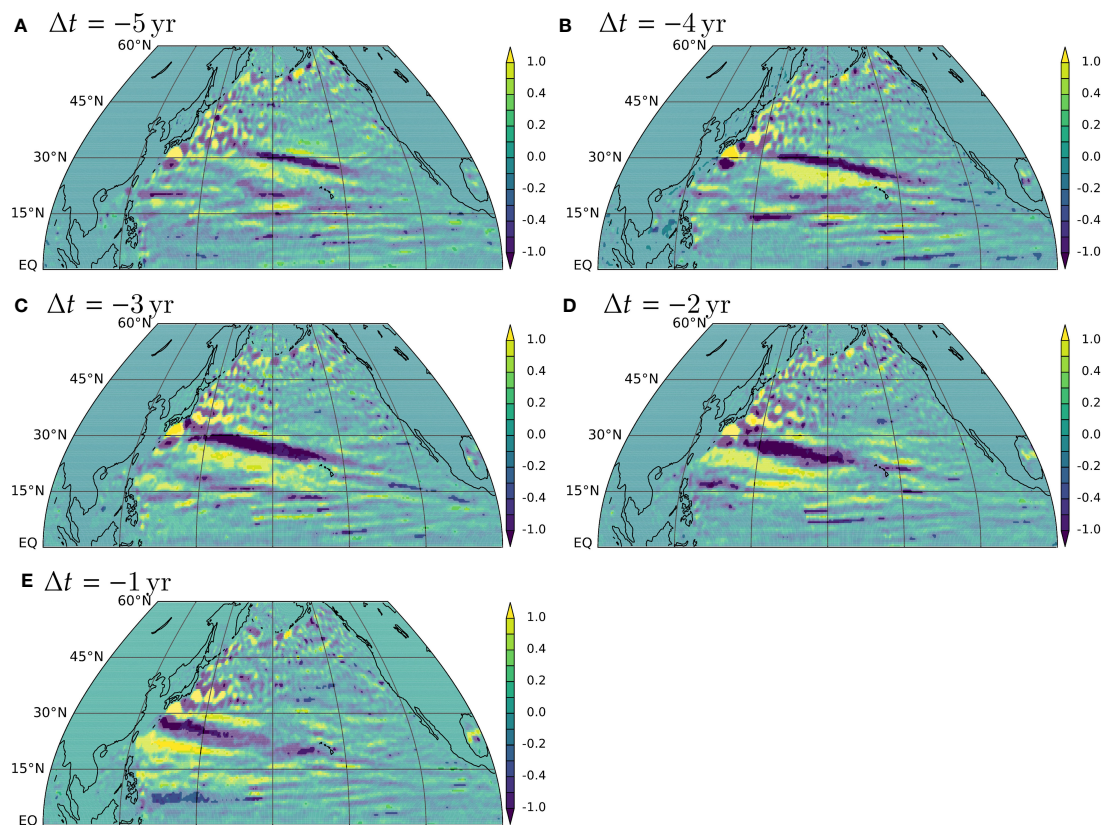 A Δt = −5 yr
60°N
45°N
30°N
15°N
EQ
1.0
0.4
0.2
0.0
-0.2
-0.4
-1.0
B Δt = −4 yr
60°N
45°N
30°N
15°N
EQ
1.0
0.4
0.2
0.0
-0.2
-0.4
-1.0
C Δt = −3 yr
60°N
45°N
30°N
15°N
EQ
1.0
0.4
0.2
0.0
-0.2
-0.4
-1.0
D Δt = −2 yr
60°N
45°N
30°N
15°N
EQ
1.0
0.4
0.2
0.0
-0.2
-0.4
-1.0
E Δt = −1 yr
60°N
45°N
30°N
15°N
EQ
1.0
0.4
0.2
0.0
-0.2
-0.4
-1.0